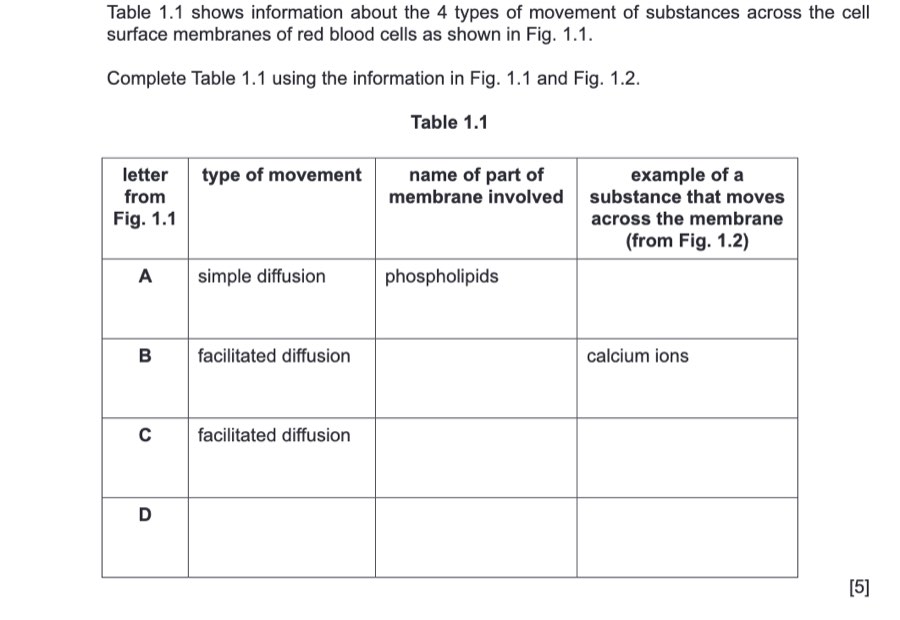 Table 1.1 shows information about the 4 types of movement of substances across the cell
surface membranes of red blood cells as shown in Fig. 1.1.
Complete Table 1.1 using the information in Fig. 1.1 and Fig. 1.2.
Table 1.1
letter from Fig. 1.1 type of movement name of part of membrane involved example of a substance that moves across the membrane (from Fig. 1.2)
A simple diffusion phospholipids
B facilitated diffusion calcium ions
C facilitated diffusion
D
[5]